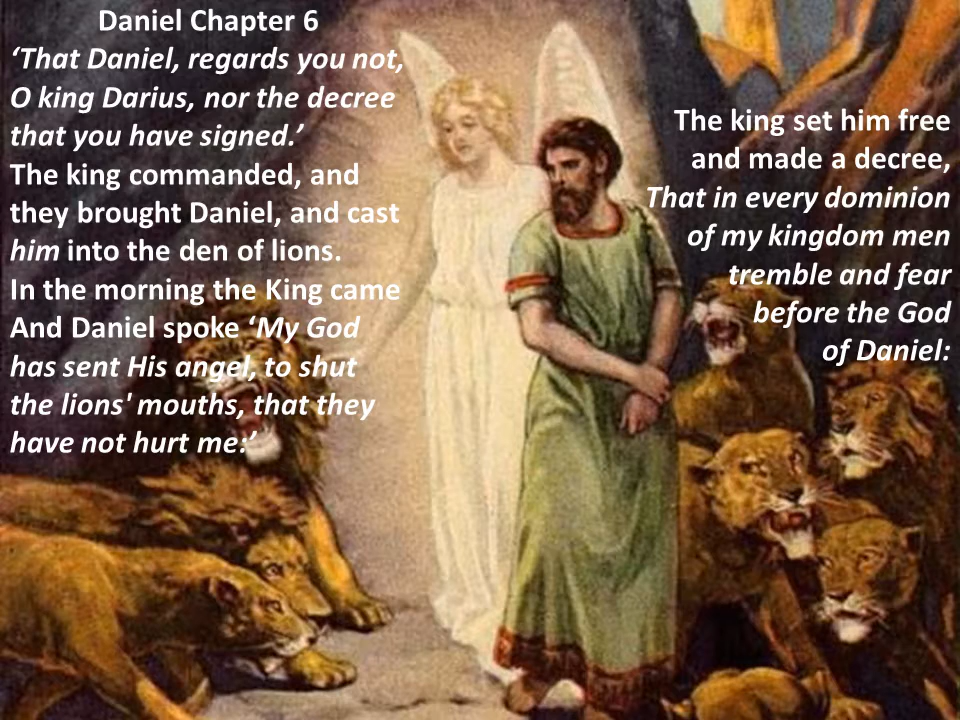 Daniel Chapter 6
‘That Daniel, regards you not,
O king Darius, nor the decree
that you have signed.’
The king commanded, and
they brought Daniel, and cast
him into the den of lions.
In the morning the King came
And Daniel spoke ‘My God
has sent His angel, to shut
the lions' mouths, that they
have not hurt me:’
The king set him free
and made a decree,
That in every dominion
of my kingdom men
tremble and fear
before the God
of Daniel: